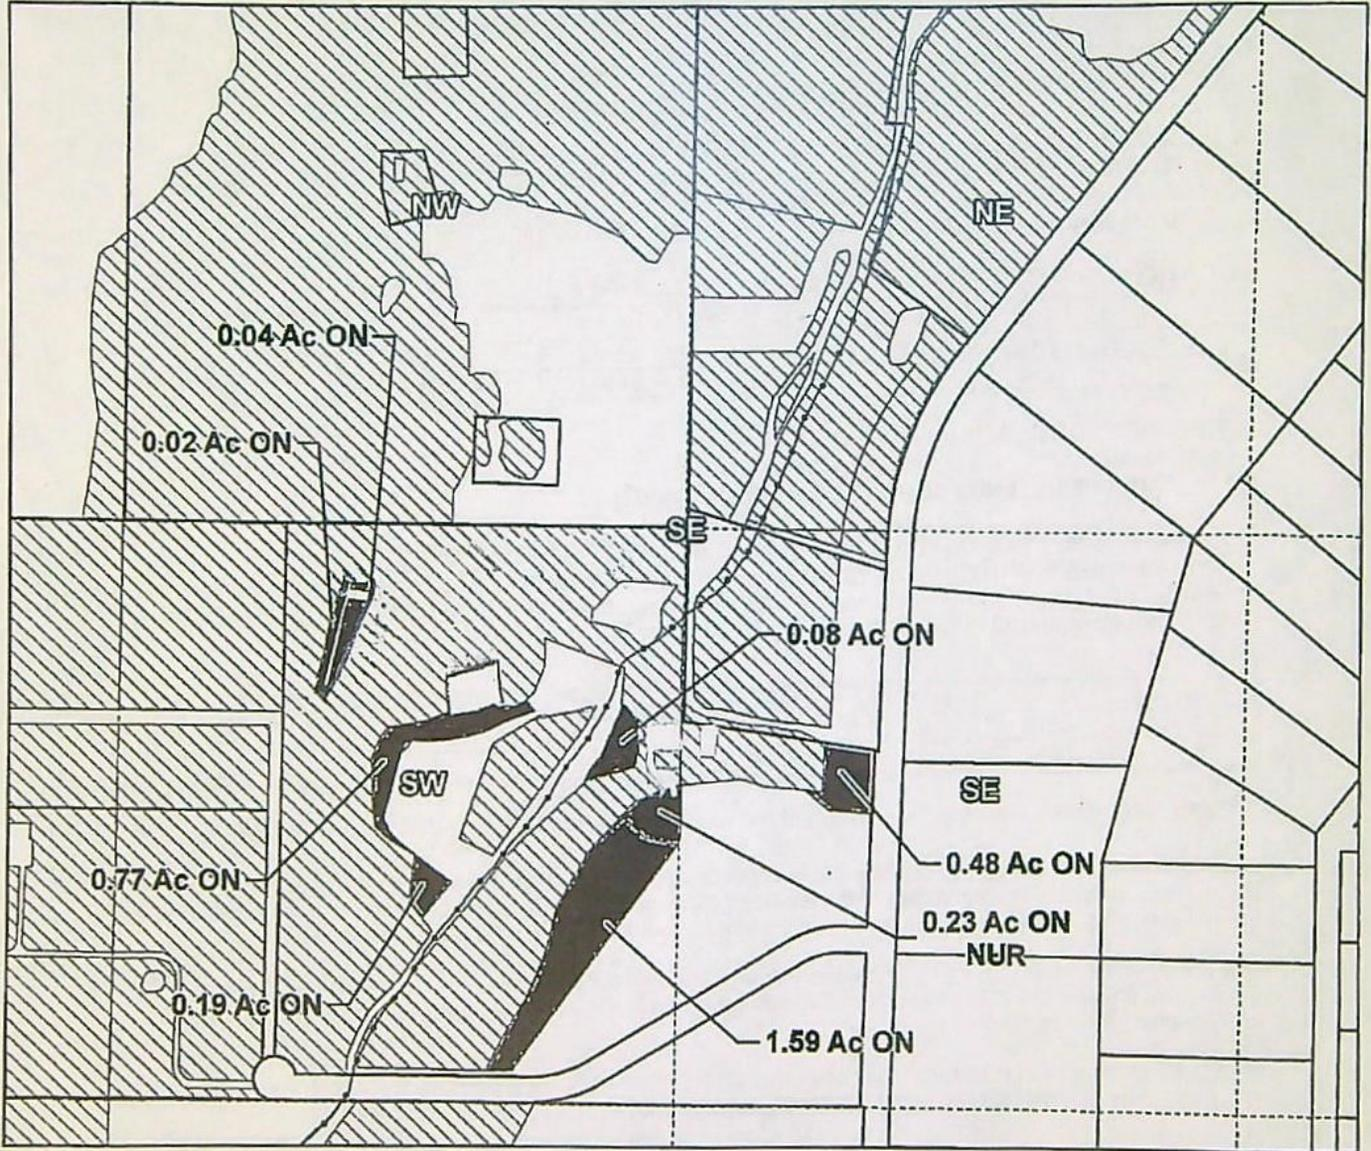 NW
NE
0.04 Ac ON
0.02 Ac ON
SE
0.08 Ac ON
SW
SE
0.77 Ac ON
0.48 Ac ON
0.23 Ac ON
NUR
0.19 Ac ON
1.59 Ac ON